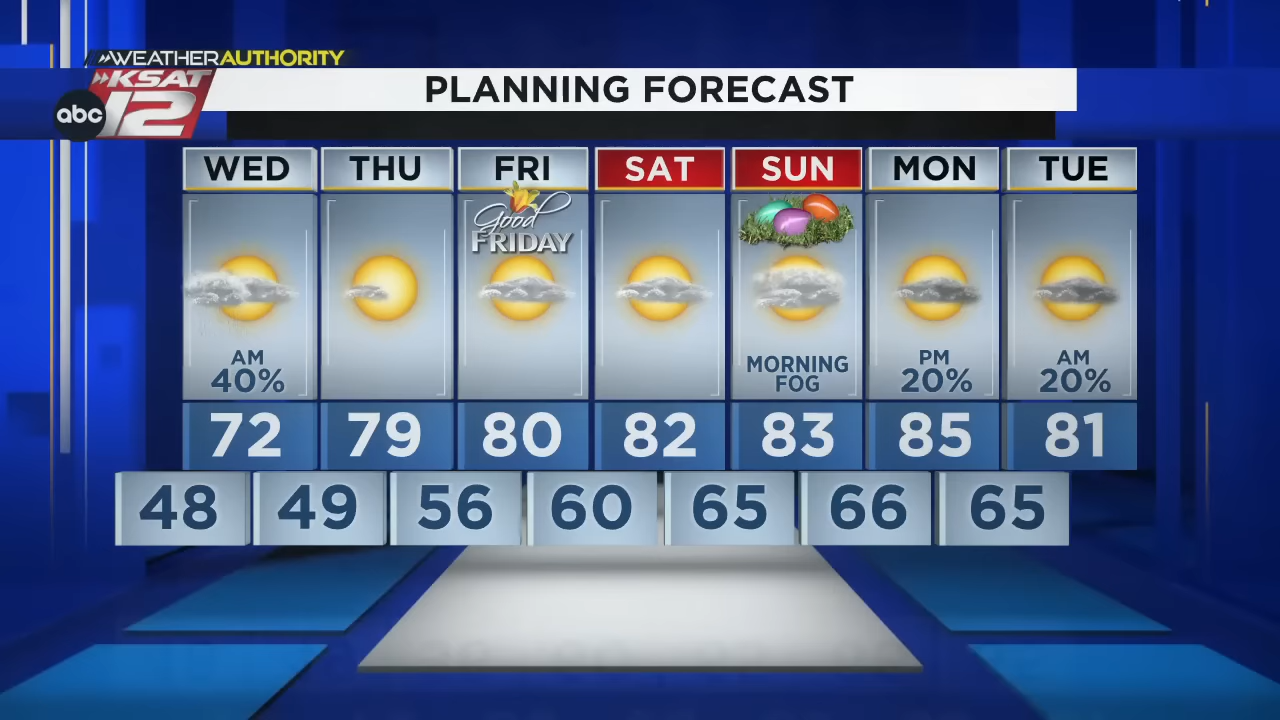 WEATHERAUTHORITY
KSAT
abc 12
PLANNING FORECAST
WED THU FRI SAT SUN MON TUE
Good
FRIDAY
AM MORNING PM AM
40% FOG 20% 20%
72 79 80 82 83 85 81
48 49 56 60 65 66 65